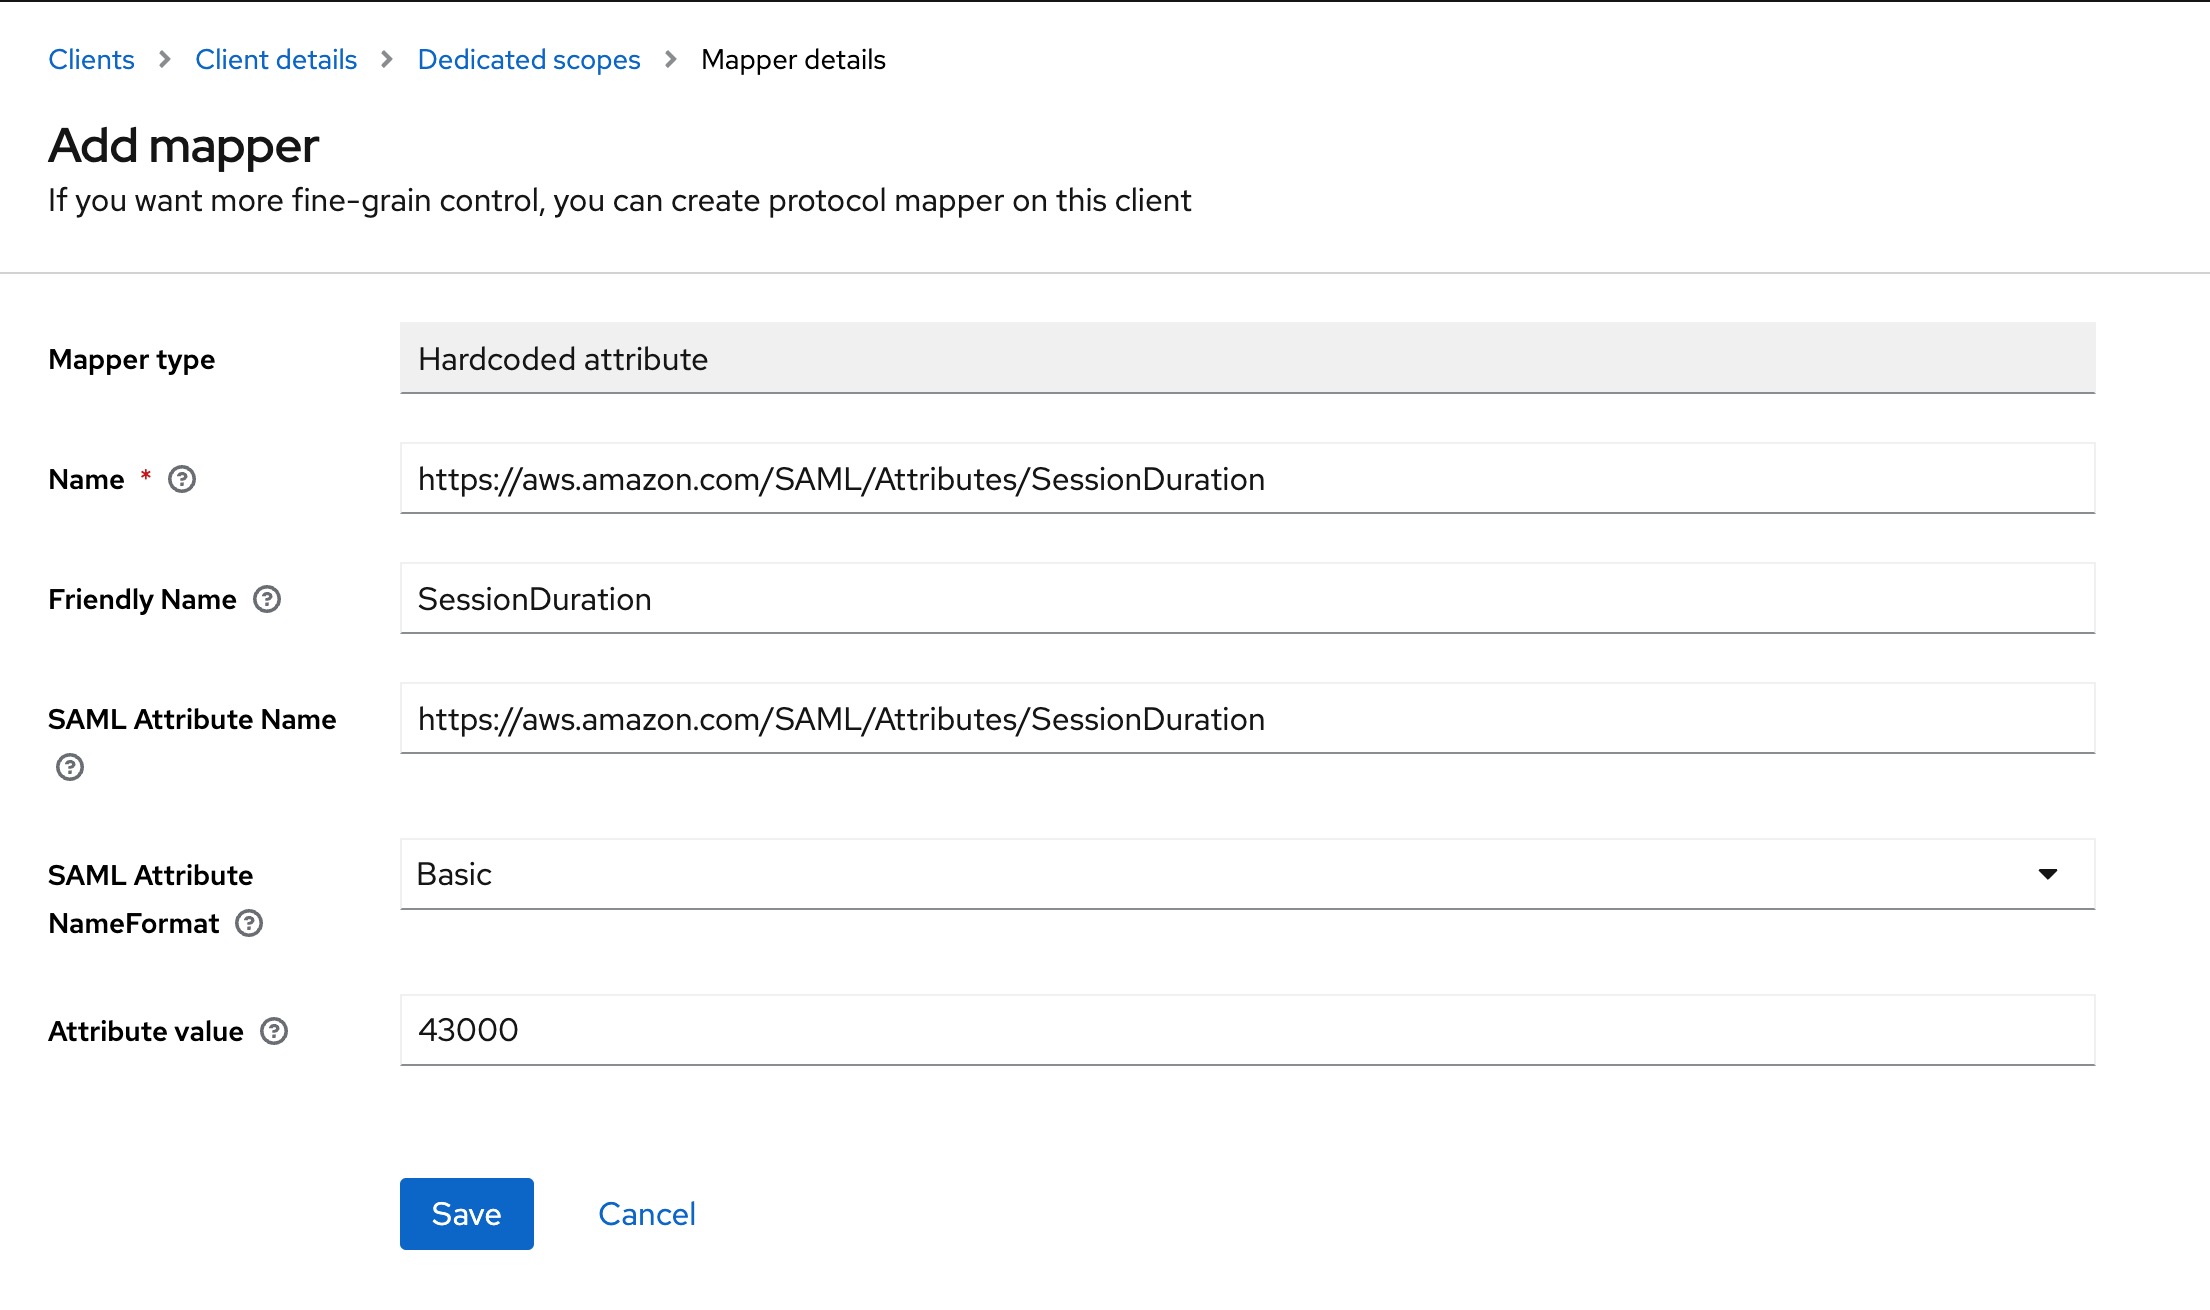 Clients > Client details > Dedicated scopes > Mapper details
Add mapper
If you want more fine-grain control, you can create protocol mapper on this client
Mapper type
Hardcoded attribute
Name *
https://aws.amazon.com/SAML/Attributes/SessionDuration
Friendly Name
SessionDuration
SAML Attribute Name
https://aws.amazon.com/SAML/Attributes/SessionDuration
SAML Attribute
NameFormat
Basic
Attribute value
43000
Save
Cancel